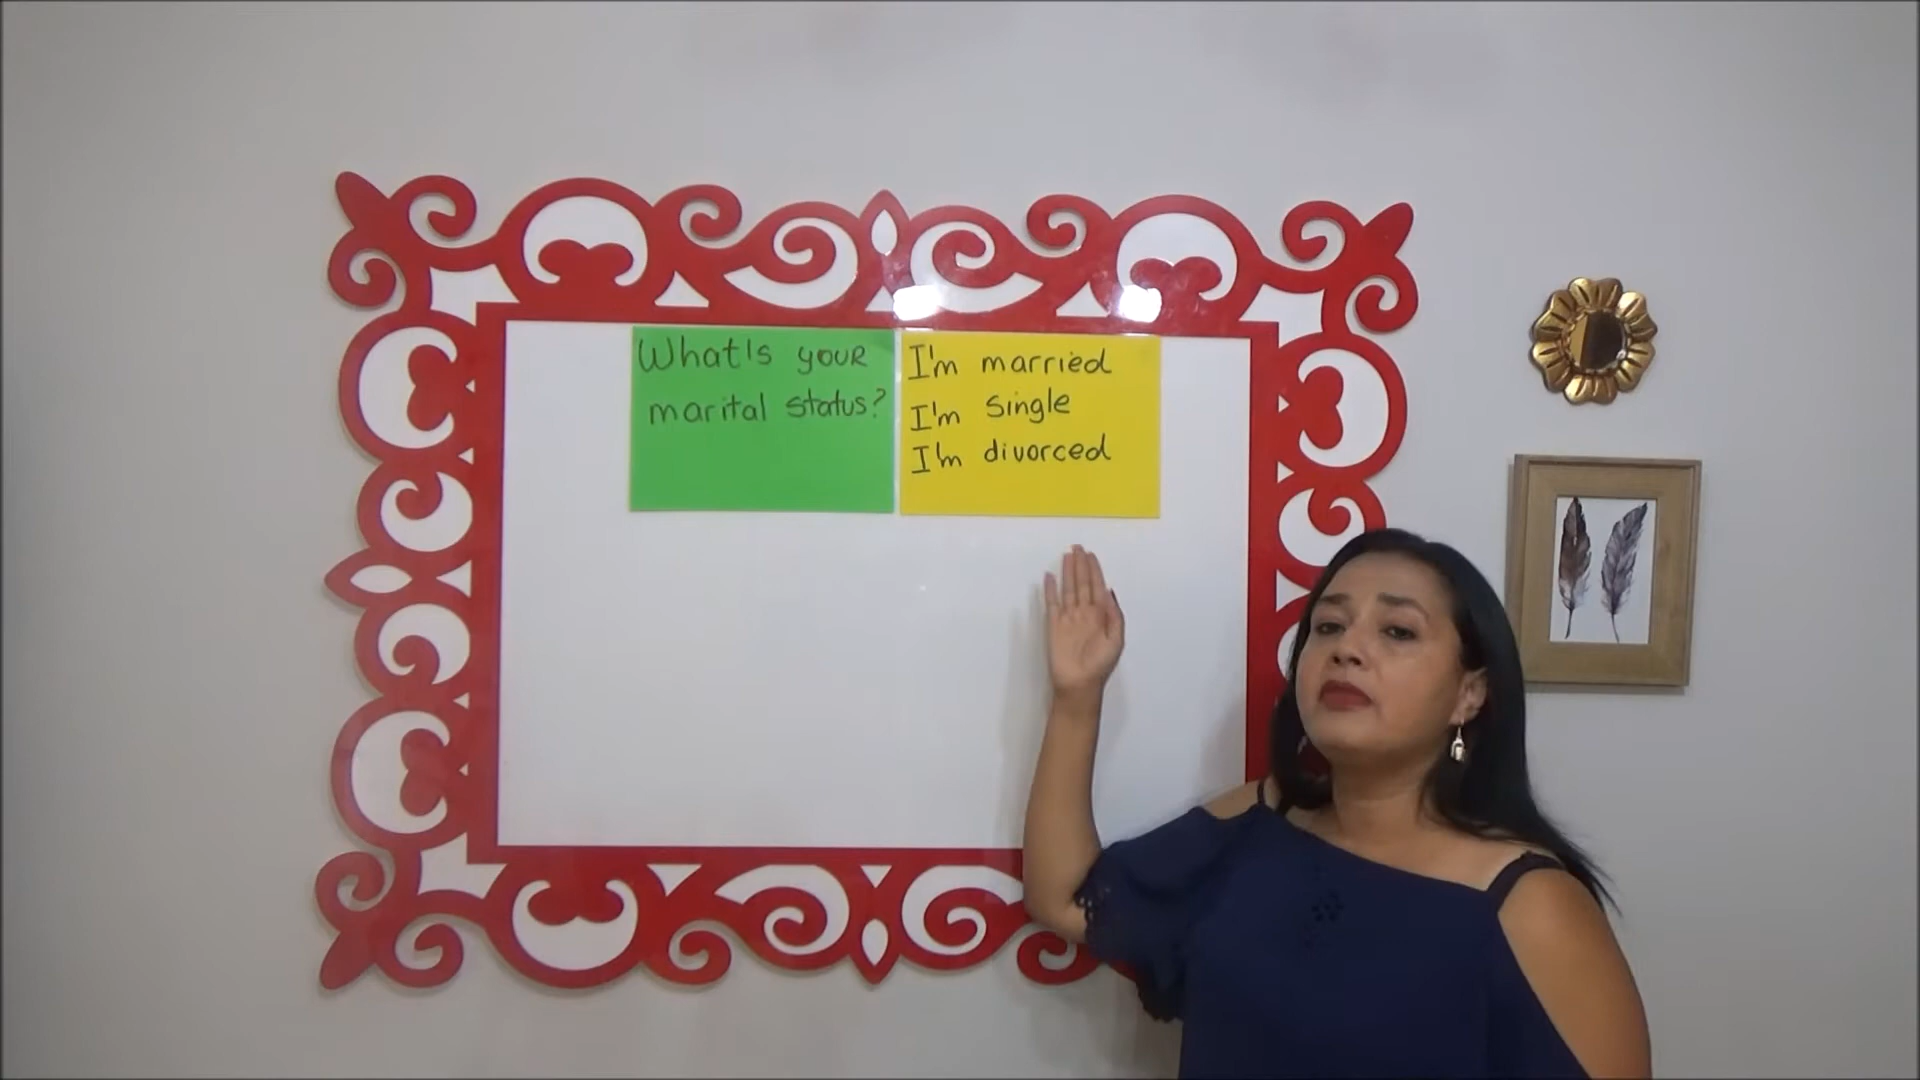 What's your
marital status?
I'm married
I'm single
I'm divorced